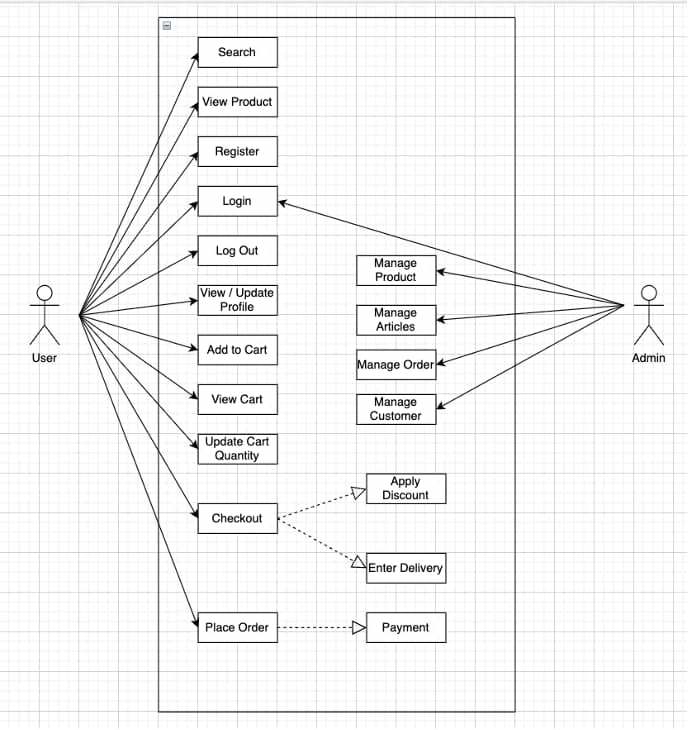 Search
View Product
Register
Login
Log Out
View / Update
Profile
Add to Cart
View Cart
Update Cart
Quantity
Checkout
Place Order
Manage
Product
Manage
Articles
Manage Order
Manage
Customer
Apply
Discount
Enter Delivery
Payment
User
Admin